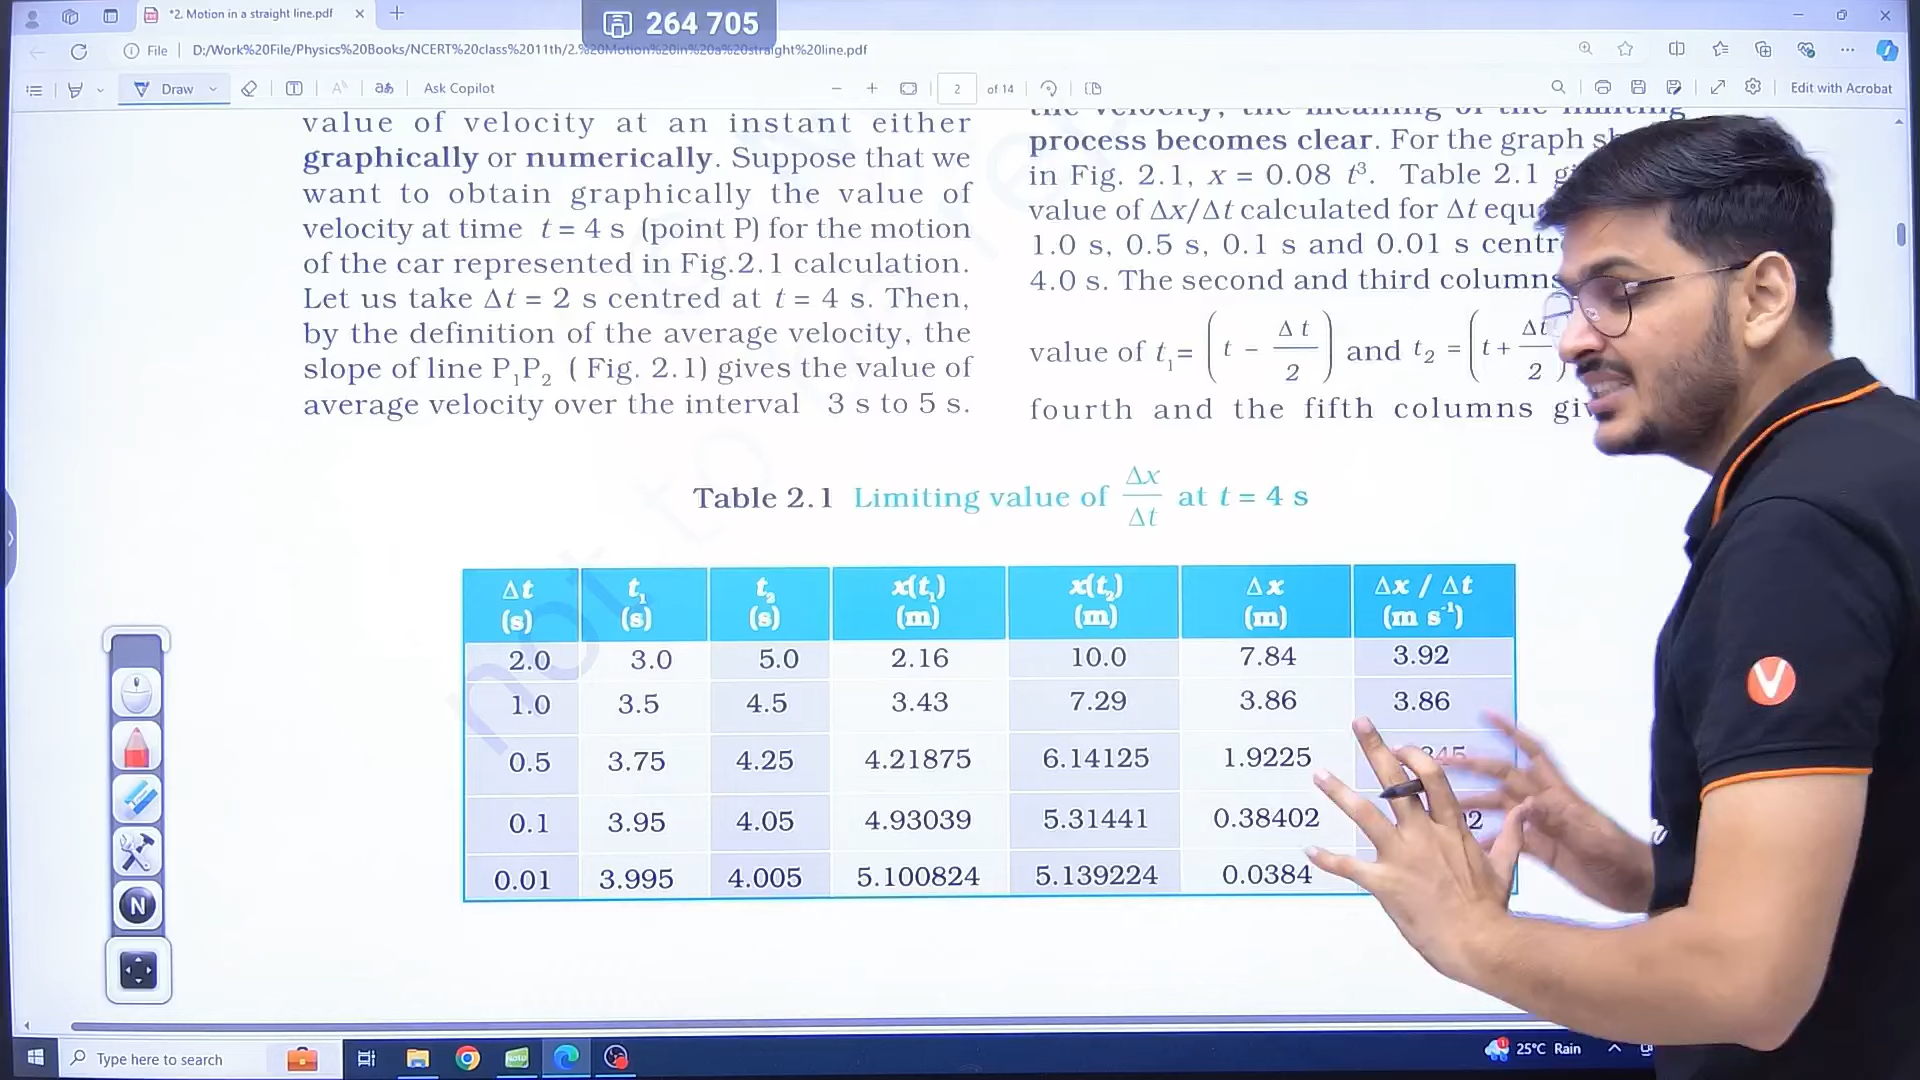 *2. Motion in a straight line.pdf
264 705
File D:/Work%20File/Physics%20Books/NCERT%20class%2011th/2.%20Motion%20in%20a%20straight%20line.pdf
Draw Ask Copilot 2 of 14 Edit with Acrobat
value of velocity at an instant either
graphically or numerically. Suppose that we
want to obtain graphically the value of
velocity at time t = 4 s (point P) for the motion
of the car represented in Fig.2.1 calculation.
Let us take Δt = 2 s centred at t = 4 s. Then,
by the definition of the average velocity, the
slope of line P₁P₂ ( Fig. 2.1) gives the value of
average velocity over the interval 3 s to 5 s.
the velocity, the meaning of the limiting
process becomes clear. For the graph
in Fig. 2.1, x = 0.08 t³. Table 2.1
value of Δx/Δt calculated for Δt
1.0 s, 0.5 s, 0.1 s and 0.01 s
4.0 s. The second and third columns
value of t₁= (t − Δt/2) and t₂ = (t + Δt/2)
fourth and the fifth columns
Table 2.1 Limiting value of Δx/Δt at t = 4 s
Δt (s) t₁ (s) t₂ (s) x(t₁) (m) x(t₂) (m) Δx (m) Δx / Δt (m s⁻¹)
2.0 3.0 5.0 2.16 10.0 7.84 3.92
1.0 3.5 4.5 3.43 7.29 3.86 3.86
0.5 3.75 4.25 4.21875 6.14125 1.9225
0.1 3.95 4.05 4.93039 5.31441 0.38402
0.01 3.995 4.005 5.100824 5.139224 0.0384
N
V
Type here to search
25°C Rain